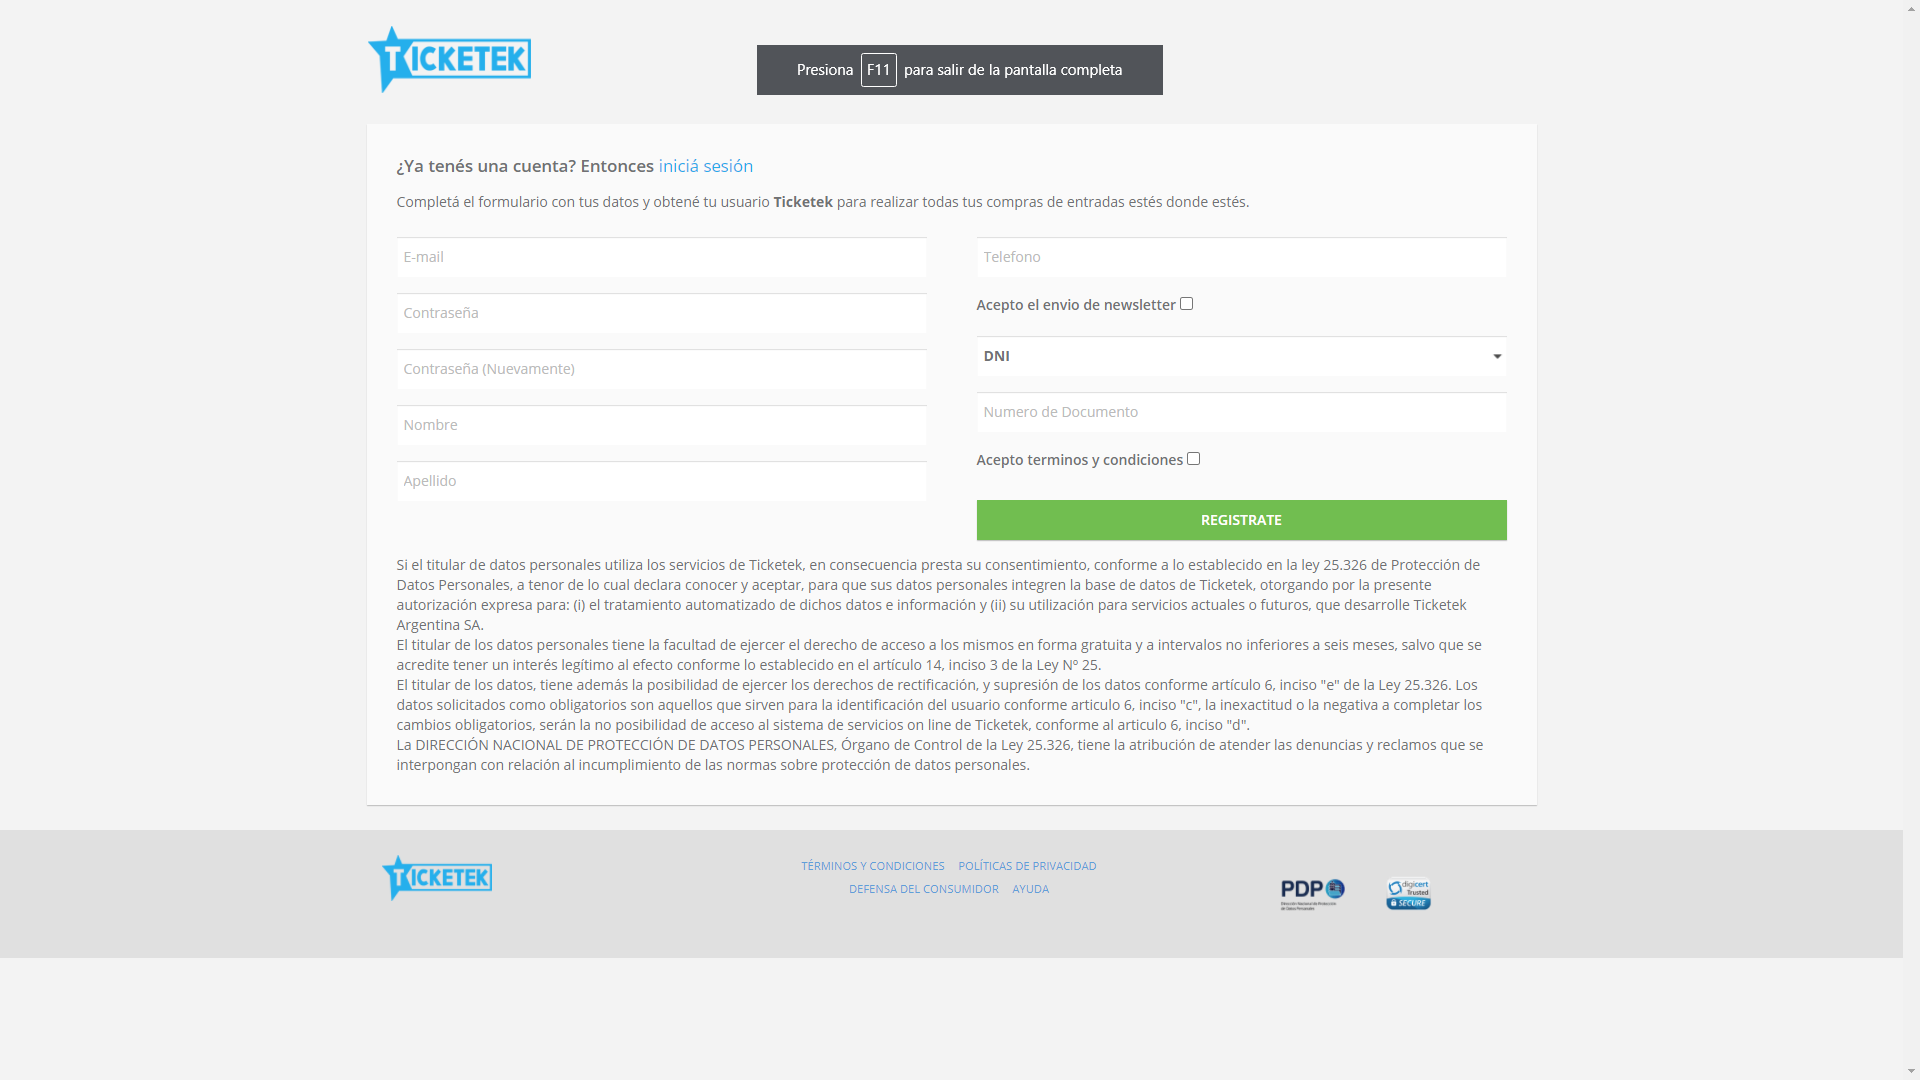 TICKETEK
Presiona F11 para salir de la pantalla completa
¿Ya tenés una cuenta? Entonces iniciá sesión
Completá el formulario con tus datos y obtené tu usuario Ticketek para realizar todas tus compras de entradas estés donde estés.
E-mail
Contraseña
Contraseña (Nuevamente)
Nombre
Apellido
Telefono
Acepto el envio de newsletter
DNI
Numero de Documento
Acepto terminos y condiciones
REGISTRATE
Si el titular de datos personales utiliza los servicios de Ticketek, en consecuencia presta su consentimiento, conforme a lo establecido en la ley 25.326 de Protección de
Datos Personales, a tenor de lo cual declara conocer y aceptar, para que sus datos personales integren la base de datos de Ticketek, otorgando por la presente
autorización expresa para: (i) el tratamiento automatizado de dichos datos e información y (ii) su utilización para servicios actuales o futuros, que desarrolle Ticketek
Argentina SA.
El titular de los datos personales tiene la facultad de ejercer el derecho de acceso a los mismos en forma gratuita y a intervalos no inferiores a seis meses, salvo que se
acredite tener un interés legítimo al efecto conforme lo establecido en el artículo 14, inciso 3 de la Ley Nº 25.
El titular de los datos, tiene además la posibilidad de ejercer los derechos de rectificación, y supresión de los datos conforme artículo 6, inciso "e" de la Ley 25.326. Los
datos solicitados como obligatorios son aquellos que sirven para la identificación del usuario conforme articulo 6, inciso "c", la inexactitud o la negativa a completar los
cambios obligatorios, serán la no posibilidad de acceso al sistema de servicios on line de Ticketek, conforme al articulo 6, inciso "d".
La DIRECCIÓN NACIONAL DE PROTECCIÓN DE DATOS PERSONALES, Órgano de Control de la Ley 25.326, tiene la atribución de atender las denuncias y reclamos que se
interpongan con relación al incumplimiento de las normas sobre protección de datos personales.
TICKETEK
TÉRMINOS Y CONDICIONES POLÍTICAS DE PRIVACIDAD
DEFENSA DEL CONSUMIDOR AYUDA
PDP
Dirección Nacional de Protección
de Datos Personales
digicert
Trusted
SECURE